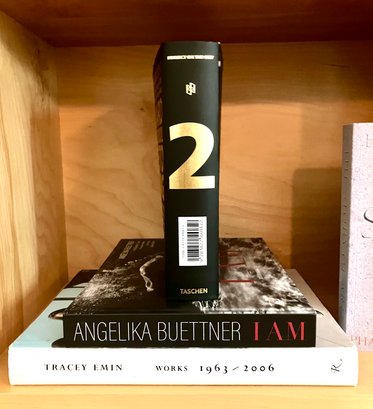 2
TASCHEN
ANGELIKA BUETTNER I AM
TRACEY EMIN WORKS 1963/2006